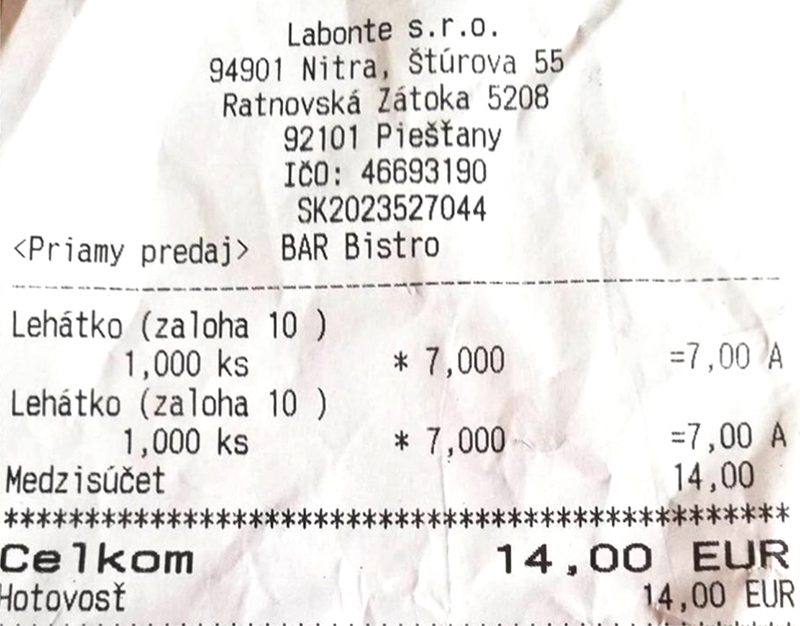 Labonte s.r.o.
94901 Nitra, Štúrova 55
Ratnovská Zátoka 5208
92101 Piešťany
IČO: 46693190
SK2023527044
<Priamy predaj> BAR Bistro
Lehátko (zaloha 10 )
1,000 ks * 7,000 =7,00 A
Lehátko (zaloha 10 )
1,000 ks * 7,000 =7,00 A
Medzisúčet 14,00
Celkom 14,00 EUR
Hotovosť 14,00 EUR